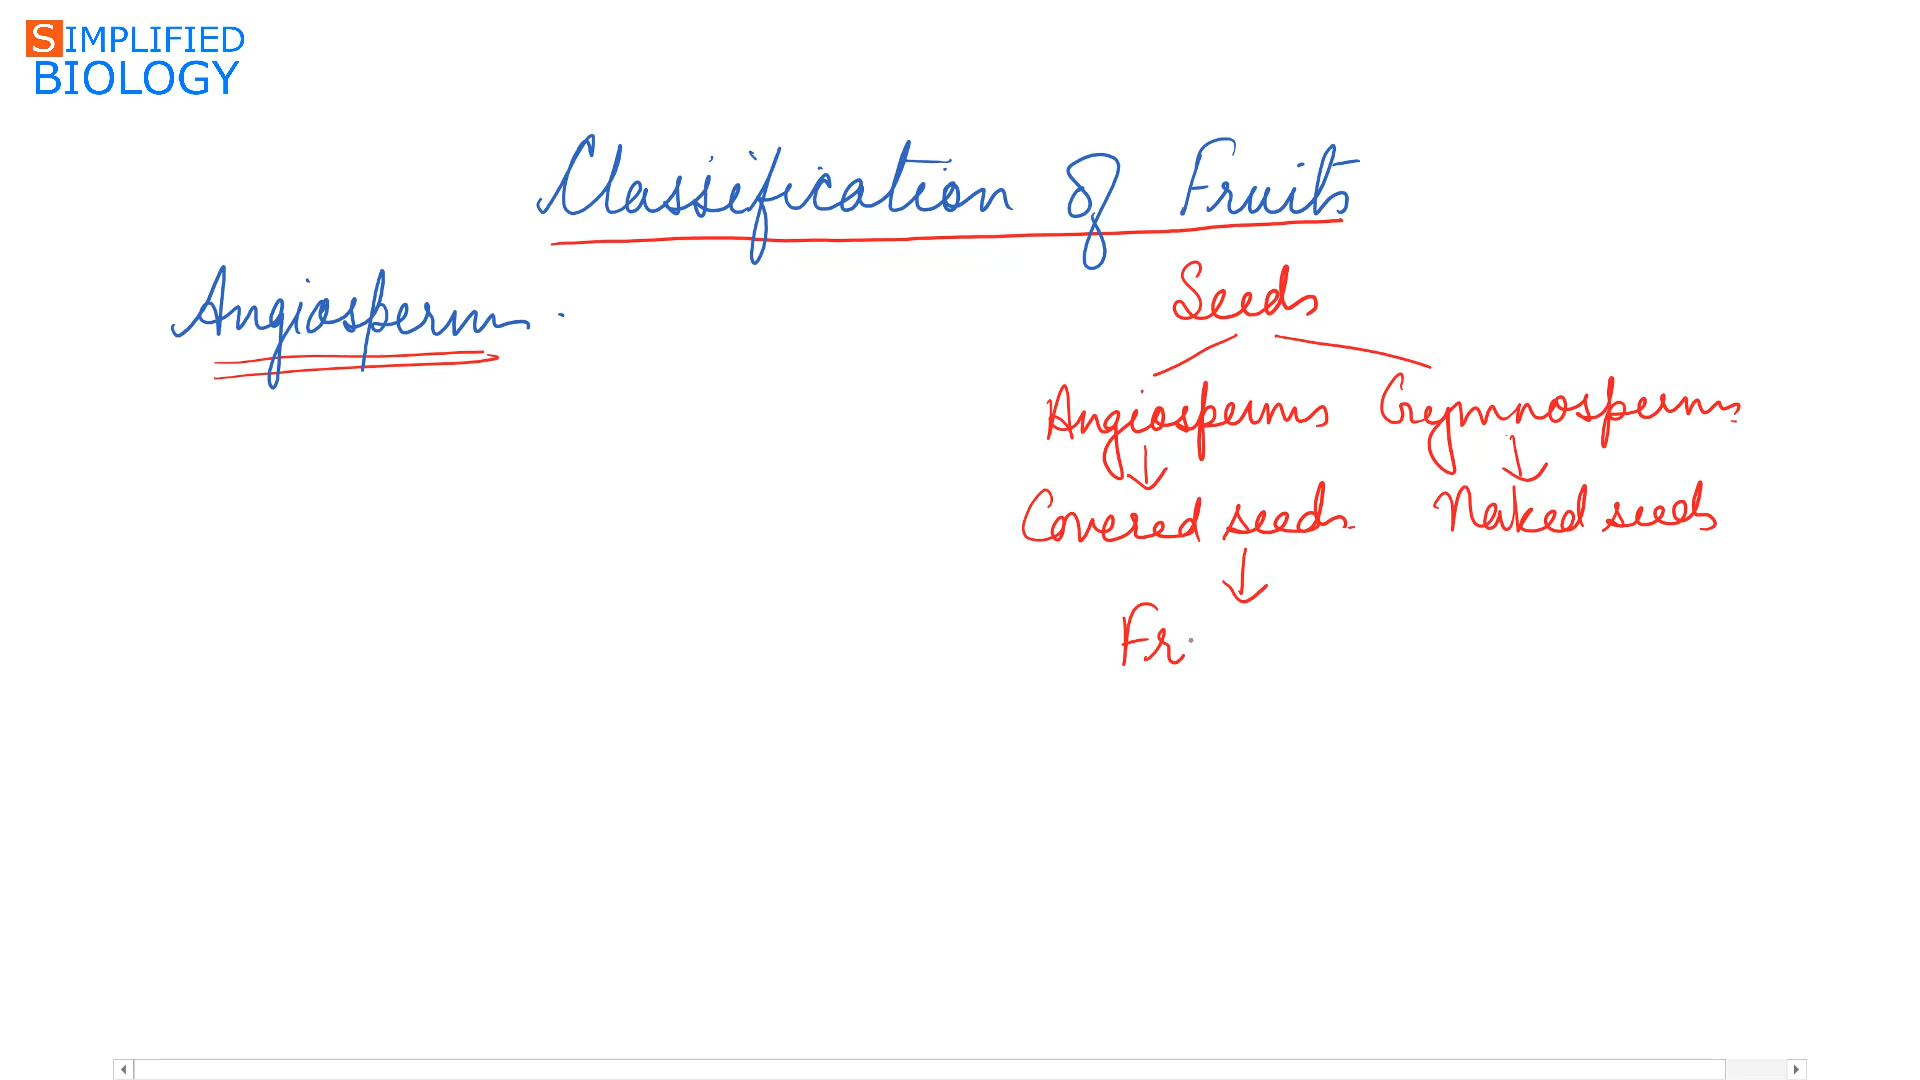 SIMPLIFIED
BIOLOGY
Classification of Fruits
Angiosperm
Seeds
Angiosperms Gymnosperms
Covered seeds Naked seeds
Fr